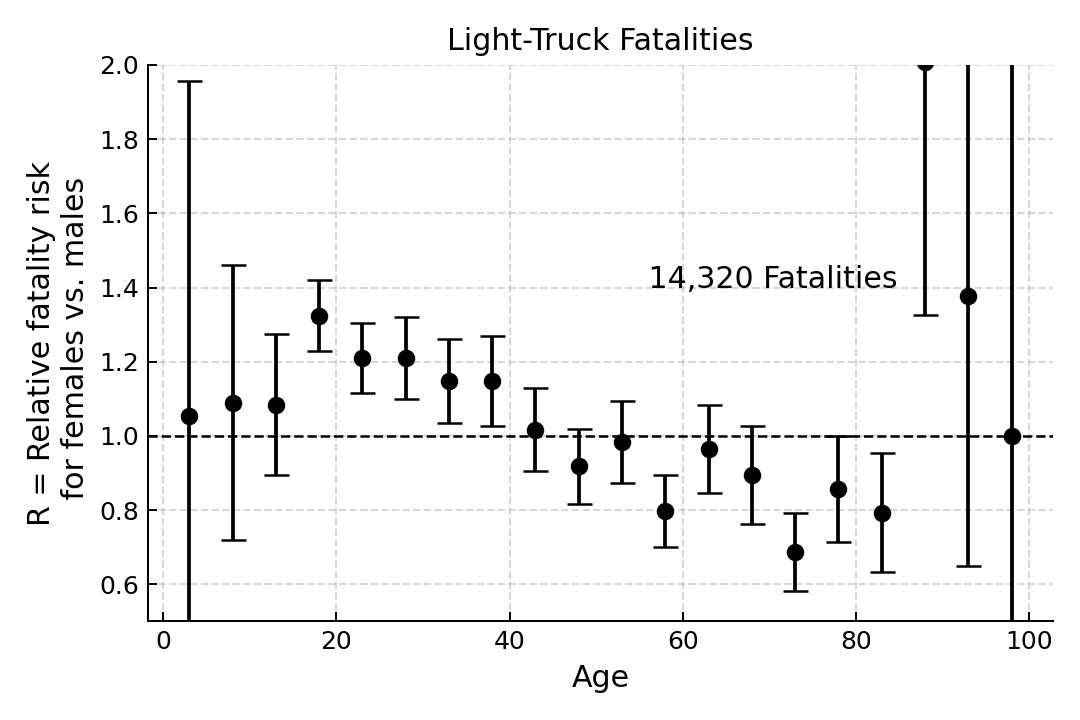 Light-Truck Fatalities
R = Relative fatality risk
for females vs. males
2.0
1.8
1.6
1.4
1.2
1.0
0.8
0.6
14,320 Fatalities
0 20 40 60 80 100
Age